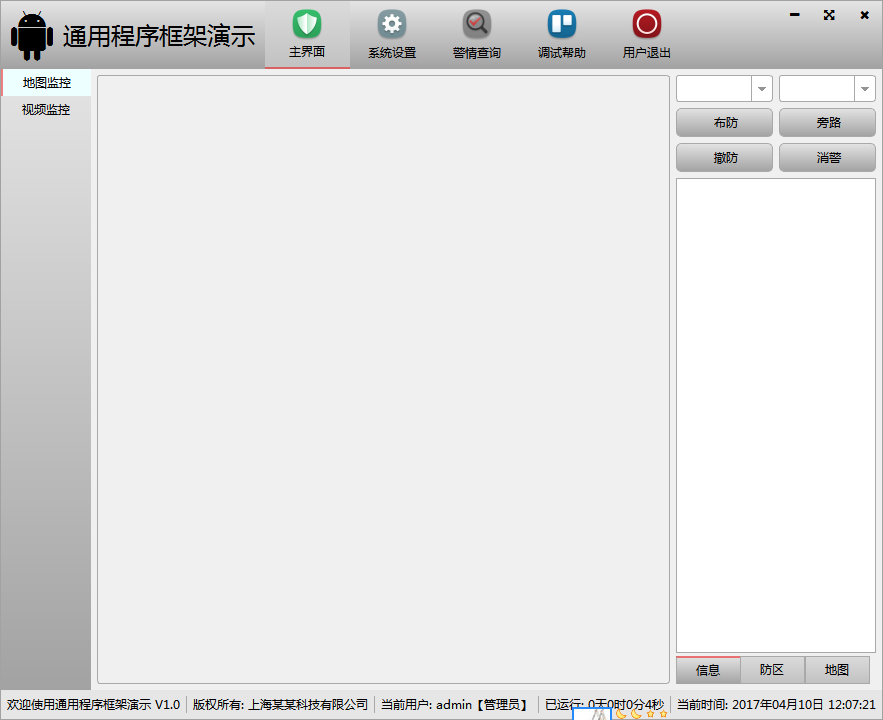 通用程序框架演示
主界面 系统设置 警情查询 调试帮助 用户退出
地图监控
视频监控
布防 旁路
撤防 消警
信息 防区 地图
欢迎使用通用程序框架演示 V1.0 版权所有: 上海某某科技有限公司 当前用户: admin【管理员】 已运行: 0天0时0分4秒 当前时间: 2017年04月10日 12:07:21